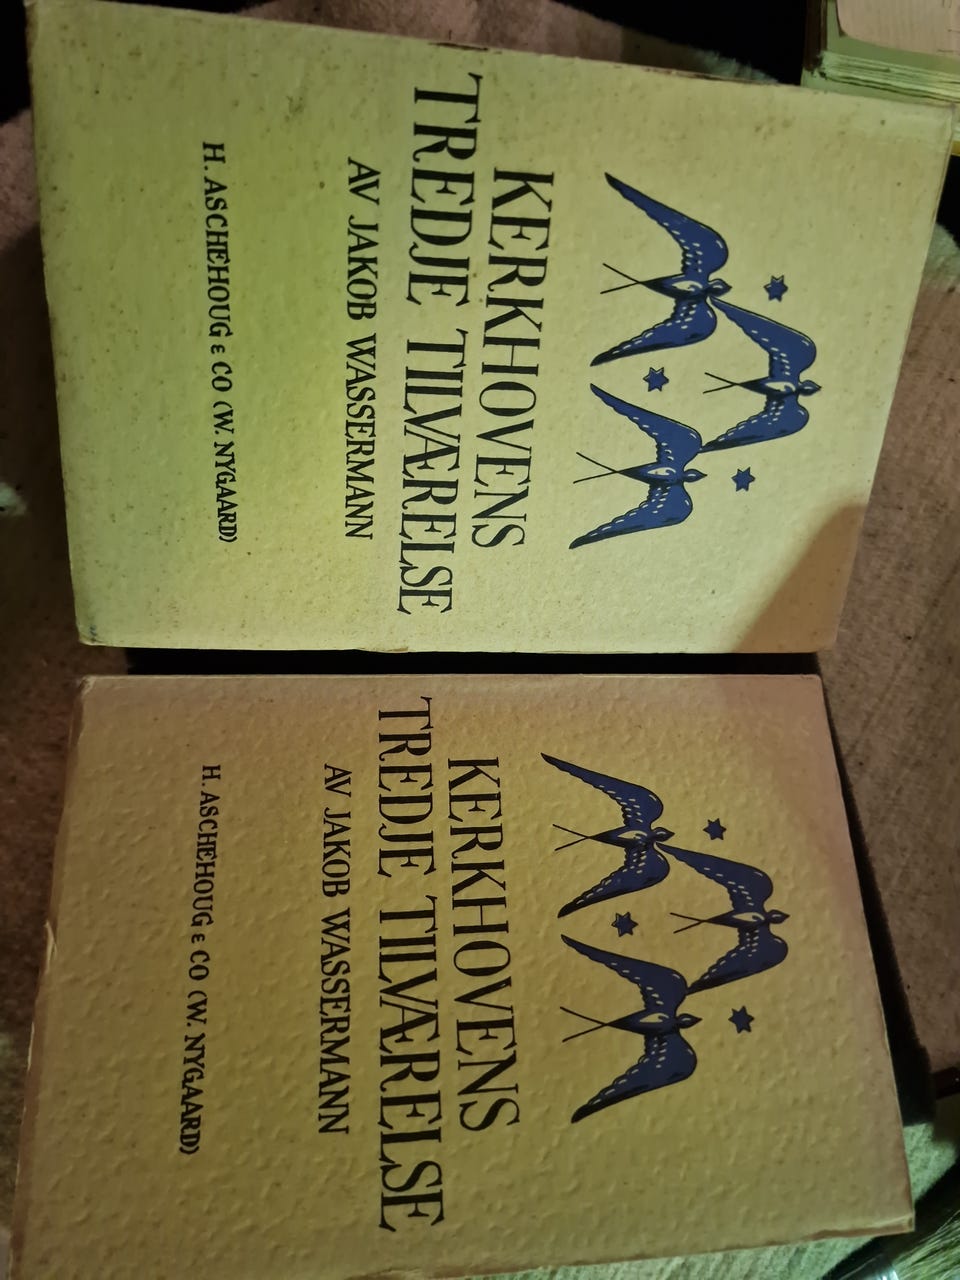 KERKHOVENS
TREDJE TILVÆRELSE
AV JAKOB WASSERMANN
H. ASCHEHOUG & CO (W. NYGAARD)
KERKHOVENS
TREDJE TILVÆRELSE
AV JAKOB WASSERMANN
H. ASCHEHOUG & CO (W. NYGAARD)